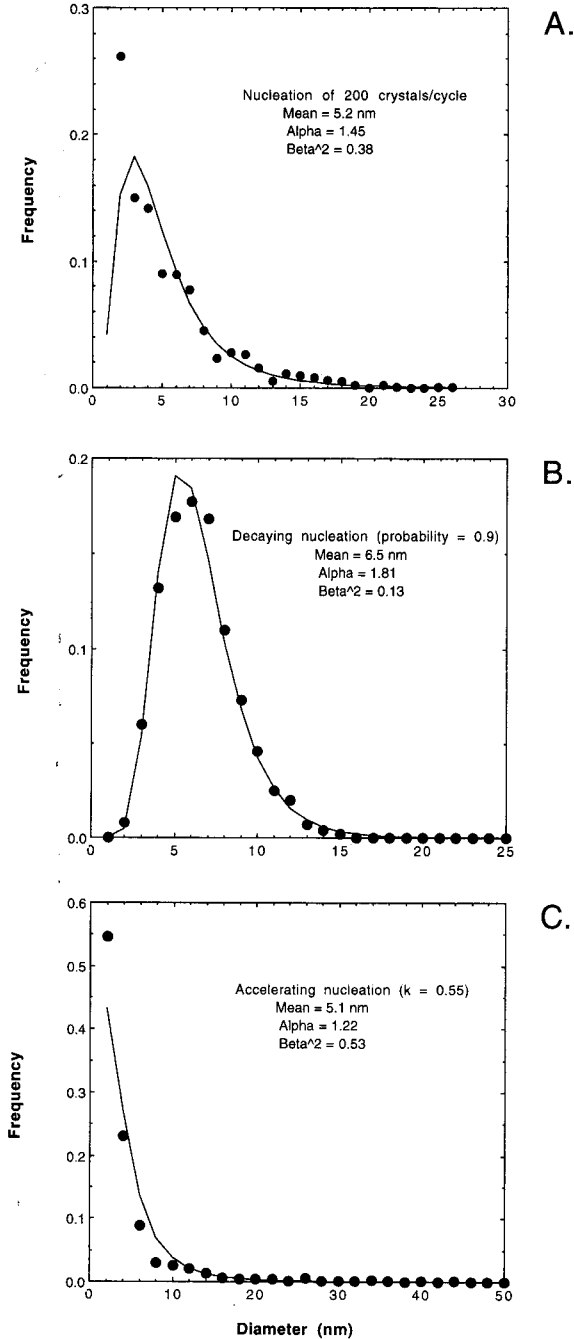 A.
0.3
Nucleation of 200 crystals/cycle
Mean = 5.2 nm
Alpha = 1.45
Beta^2 = 0.38
0.2
Frequency
0.1
0.0
0 5 10 15 20 25 30
B.
0.2
Decaying nucleation (probability = 0.9)
Mean = 6.5 nm
Alpha = 1.81
Beta^2 = 0.13
Frequency
0.1
0.0
0 5 10 15 20 25
C.
0.6
0.5
Accelerating nucleation (k = 0.55)
Mean = 5.1 nm
Alpha = 1.22
Beta^2 = 0.53
0.4
Frequency
0.3
0.2
0.1
0.0
0 10 20 30 40 50
Diameter (nm)